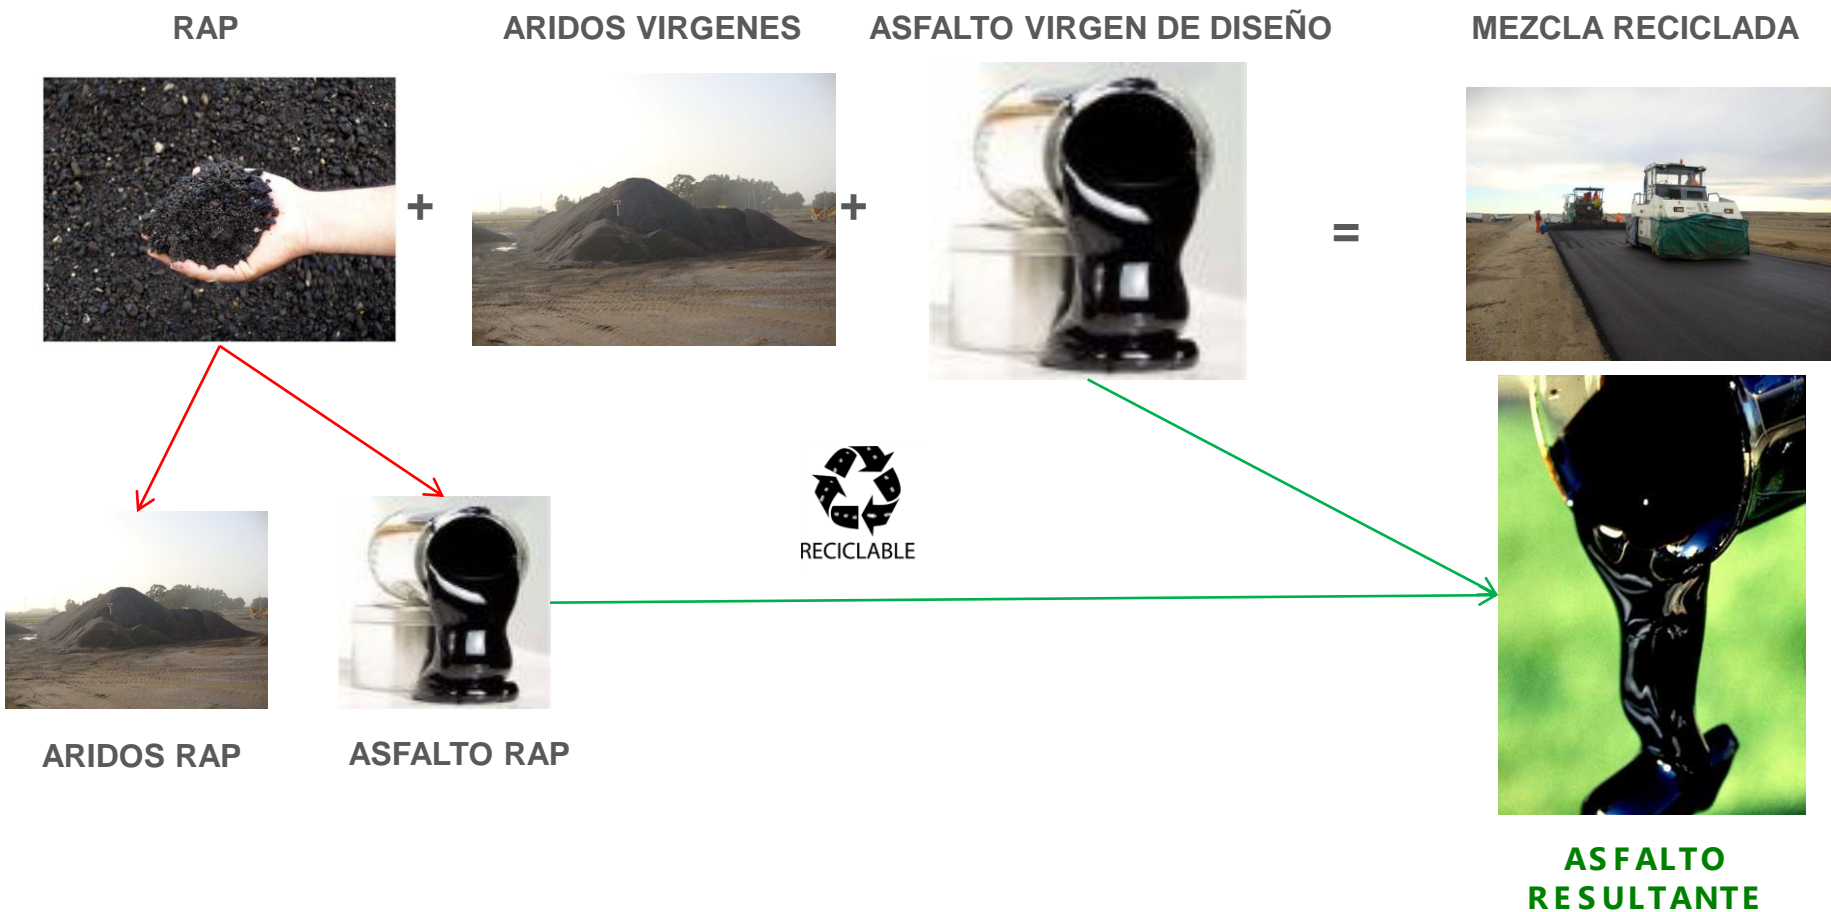 RAP
ARIDOS VIRGENES
ASFALTO VIRGEN DE DISEÑO
MEZCLA RECICLADA
+
+
=
RECICLABLE
ARIDOS RAP
ASFALTO RAP
ASFALTO
RESULTANTE